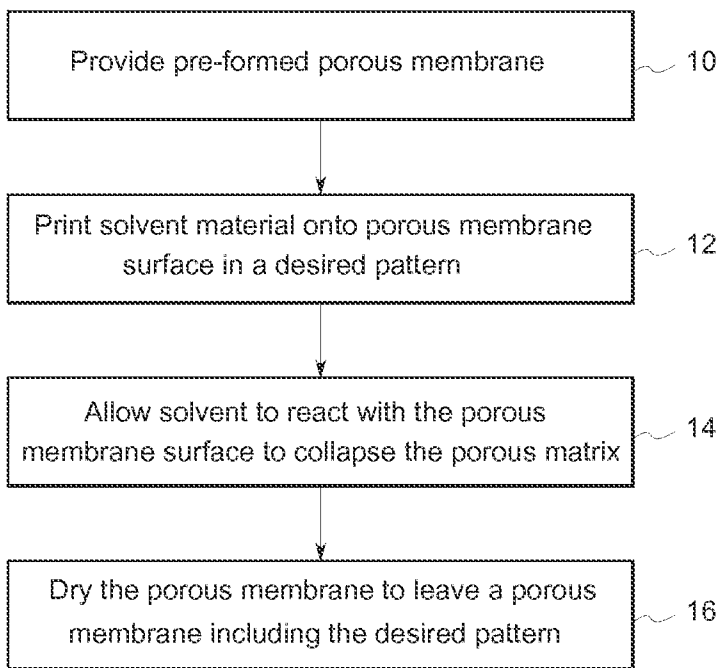 Provide pre-formed porous membrane
10
Print solvent material onto porous membrane
surface in a desired pattern
12
Allow solvent to react with the porous
membrane surface to collapse the porous matrix
14
Dry the porous membrane to leave a porous
membrane including the desired pattern
16